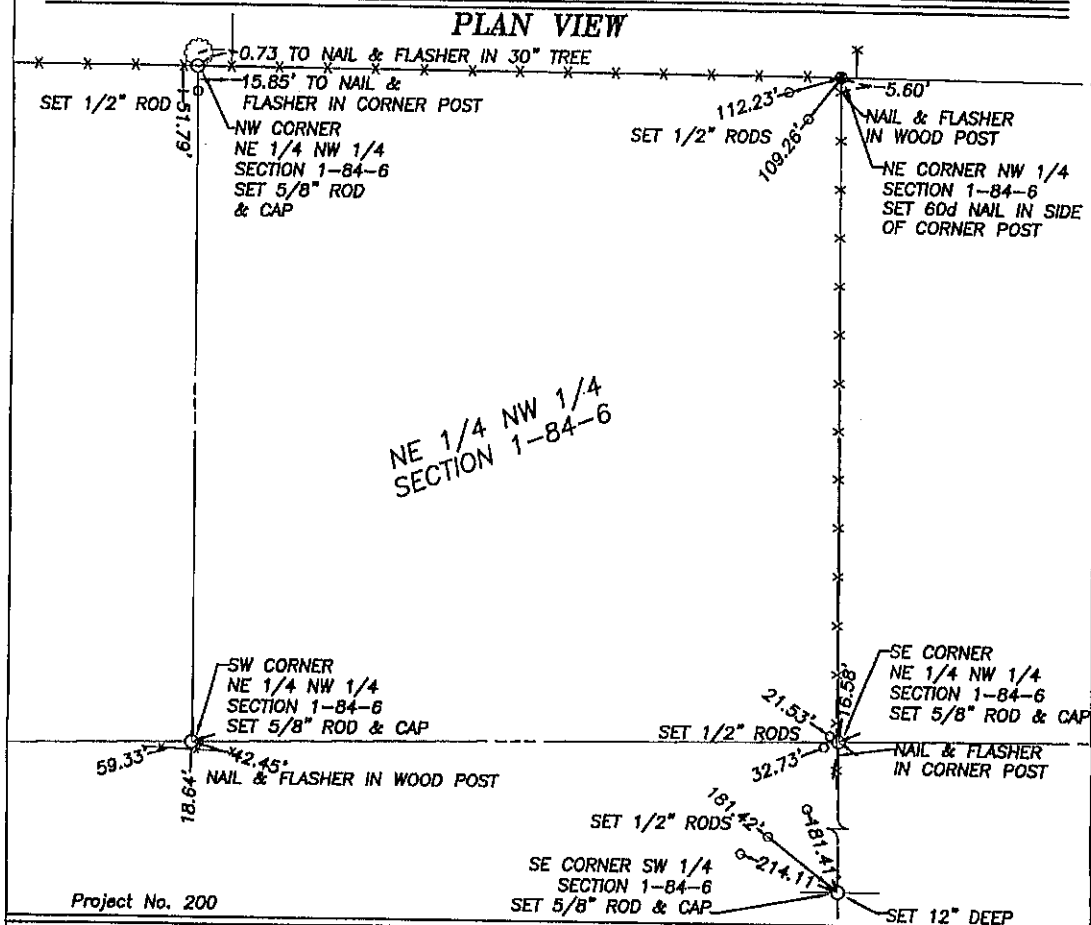 PLAN VIEW
0.73 TO NAIL & FLASHER IN 30" TREE
15.85' TO NAIL &
FLASHER IN CORNER POST
SET 1/2" ROD
51.79'
NW CORNER
NE 1/4 NW 1/4
SECTION 1-84-6
SET 5/8" ROD
& CAP
112.23'
SET 1/2" RODS
109.26'
5.60'
NAIL & FLASHER
IN WOOD POST
NE CORNER NW 1/4
SECTION 1-84-6
SET 60d NAIL IN SIDE
OF CORNER POST
NE 1/4 NW 1/4
SECTION 1-84-6
SW CORNER
NE 1/4 NW 1/4
SECTION 1-84-6
SET 5/8" ROD & CAP
59.33'
42.45'
18.64'
NAIL & FLASHER IN WOOD POST
SE CORNER
NE 1/4 NW 1/4
SECTION 1-84-6
SET 5/8" ROD & CAP
16.58'
21.53'
SET 1/2" RODS
32.73'
NAIL & FLASHER
IN CORNER POST
181.42'
SET 1/2" RODS
181.41'
214.11'
SE CORNER SW 1/4
SECTION 1-84-6
SET 5/8" ROD & CAP
SET 12" DEEP
Project No. 200